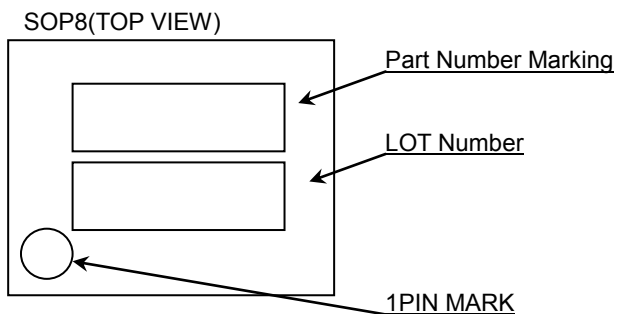 SOP8(TOP VIEW)
Part Number Marking
LOT Number
1PIN MARK